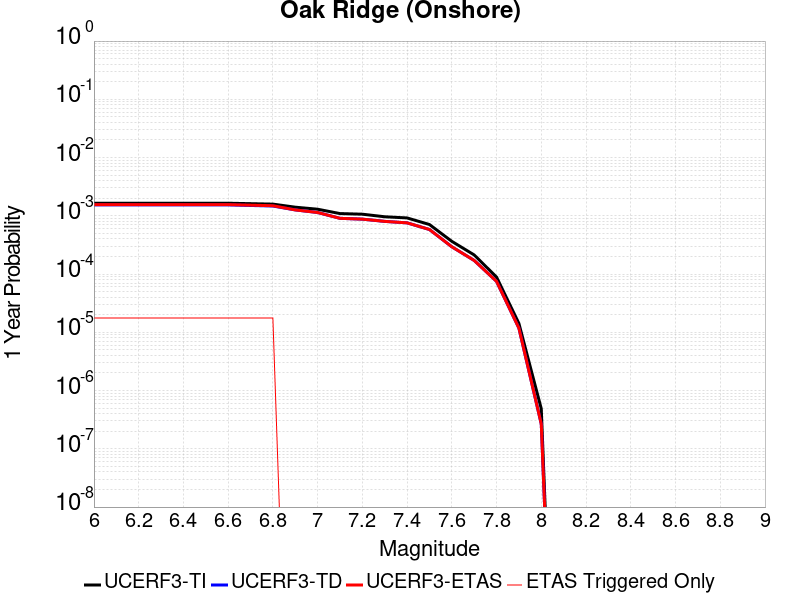 Oak Ridge (Onshore)
10^0
10^-1
10^-2
10^-3
10^-4
10^-5
10^-6
10^-7
10^-8
1 Year Probability
6 6.2 6.4 6.6 6.8 7 7.2 7.4 7.6 7.8 8 8.2 8.4 8.6 8.8 9
Magnitude
UCERF3-TI UCERF3-TD UCERF3-ETAS ETAS Triggered Only